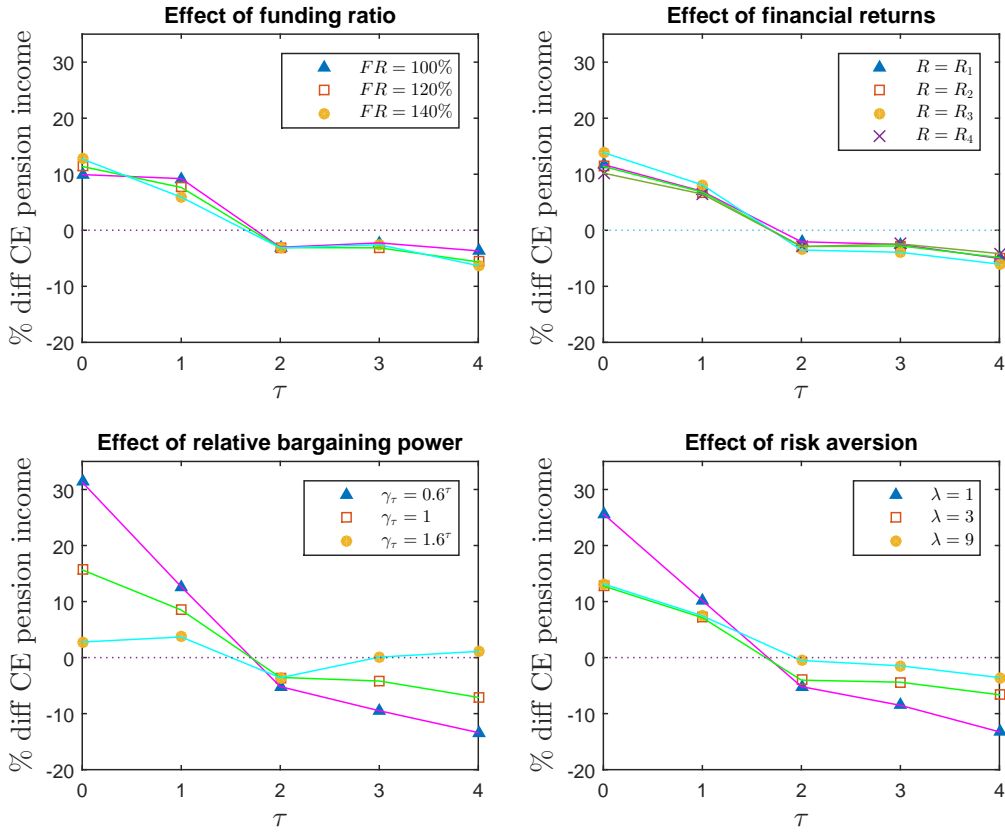 Effect of funding ratio
% diff CE pension income
30
20
10
0
-10
-20
FR = 100%
FR = 120%
FR = 140%
0 1 2 3 4
τ
Effect of financial returns
% diff CE pension income
30
20
10
0
-10
-20
R = R₁
R = R₂
R = R₃
R = R₄
0 1 2 3 4
τ
Effect of relative bargaining power
% diff CE pension income
30
20
10
0
-10
-20
γ_τ = 0.6^τ
γ_τ = 1
γ_τ = 1.6^τ
0 1 2 3 4
τ
Effect of risk aversion
% diff CE pension income
30
20
10
0
-10
-20
λ = 1
λ = 3
λ = 9
0 1 2 3 4
τ